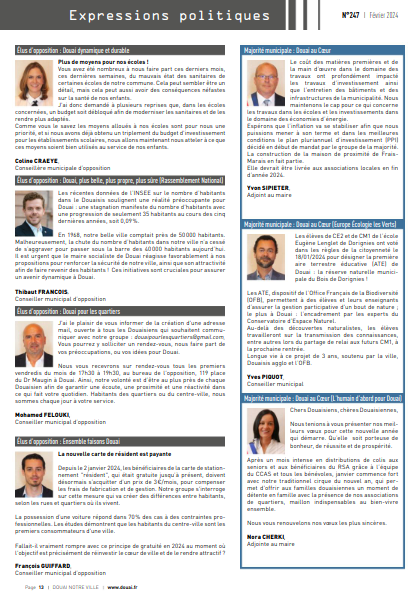 Expressions politiques
N°247 | Février 2024
Élus d'opposition : Douai dynamique et durable
Plus de moyens pour nos écoles !
Vous avez été nombreux à nous faire part ces derniers mois,
ces dernières semaines, du mauvais état des sanitaires de
certaines écoles de notre commune. Cela peut sembler être un
détail, mais cela peut aussi avoir des conséquences néfastes
sur la santé de nos enfants.
J'ai donc demandé à plusieurs reprises que, dans les écoles
concernées, un budget soit débloqué afin de moderniser les sanitaires et de les
rendre plus adaptés.
Comme vous le savez les moyens alloués à nos écoles sont pour nous une
priorité, et si nous avons déjà obtenu un triplement du budget d'investissement
pour les établissements scolaires, nous allons maintenant nous atteler à ce que
les moyens soient bien utilisés au service de nos enfants.
Coline CRAEYE,
Conseillère municipale d'opposition
Élus d'opposition : Douai, plus belle, plus propre, plus sûre (Rassemblement National)
Les récentes données de l'INSEE sur le nombre d'habitants
dans le Douaisis soulignent une réalité préoccupante pour
Douai : une stagnation manifeste du nombre d'habitants avec
une progression de seulement 35 habitants au cours des cinq
dernières années, soit 0,09%.
En 1968, notre belle ville comptait près de 50000 habitants.
Malheureusement, la chute du nombre d'habitants dans notre ville n'a cessé
de s'aggraver pour passer sous la barre des 40000 habitants aujourd'hui.
Il est urgent que le maire socialiste de Douai réagisse favorablement à nos
propositions pour renforcer la sécurité de notre ville, ainsi que son attractivité
afin de faire revenir des habitants ! Ces initiatives sont cruciales pour assurer
un avenir dynamique à Douai.
Thibaut FRANCOIS,
Conseiller municipal d'opposition
Élus d'opposition : Douai pour les quartiers
J'ai le plaisir de vous informer de la création d'une adresse
mail, ouverte à tous les Douaisiens qui souhaitent commu-
niquer avec notre groupe : douaipourlesquartiers@gmail.com.
Vous pourrez y solliciter un rendez-vous, nous faire part de
vos préoccupations, ou vos idées pour Douai.
Nous vous recevrons sur rendez-vous tous les premiers
vendredis du mois de 17h30 à 19h30, au bureau de l'opposition, 119 place
du Dr Maugin à Douai. Ainsi, notre volonté est d'être au plus près de chaque
Douaisien afin de garantir une écoute, une proximité et une réactivité dans
ce qui fait votre quotidien. Habitants des quartiers ou du centre-ville, nous
sommes chaque jour à votre service.
Mohamed FELOUKI,
Conseiller municipal d'opposition
Élus d'opposition : Ensemble faisons Douai
La nouvelle carte de résident est payante
Depuis le 2 janvier 2024, les bénéficiaires de la carte de station-
nement "résident", qui était gratuite jusqu'à présent, doivent
désormais s'acquitter d'un prix de 3€/mois, pour compenser
les frais de fabrication et de gestion. Notre groupe s'interroge
sur cette mesure qui va créer des différences entre habitants,
selon les rues et quartiers où ils vivent.
La possession d'une voiture répond dans 70% des cas à des contraintes pro-
fessionnelles. Les études démontrent que les habitants du centre-ville sont les
premiers consommateurs d'une ville.
Fallait-il vraiment rompre avec ce principe de gratuité en 2024 au moment où
l'objectif est précisément de réinvestir le cœur de ville et de le rendre attractif ?
François GUIFFARD,
Conseiller municipal d'opposition
Majorité municipale : Douai au Cœur
Le coût des matières premières et
de la main d'œuvre dans le domaine des
travaux ont profondément impacté
les travaux d'investissement ainsi
que l'entretien des bâtiments et des
infrastructures de la municipalité. Nous
maintenons le cap pour ce qui concerne
les travaux dans les écoles et les investissements dans
le domaine des économies d'énergie.
Espérons que l'inflation va se stabiliser afin que nous
puissions mener à son terme et dans les meilleures
conditions le plan pluriannuel d'investissement (PPI)
décidé en début de mandat par le groupe de la majorité.
La construction de la maison de proximité de Frais-
Marais en fait partie.
Elle devrait être livrée aux associations locales en fin
d'année 2024.
Yvan SIPIETER,
Adjoint au maire
Majorité municipale : Douai au Cœur (Europe Écologie les Verts)
Les élèves de CE2 et de CM1 de l'école
Eugène Lenglet de Dorignies ont voté
dans les règles de la citoyenneté le
18/01/2024 pour désigner la première
aire terrestre éducative (ATE) de
Douai : la réserve naturelle munici-
pale du Bois de Dorignies !
Les ATE, dispositif de l'Office Français de la Biodiversité
(OFB), permettent à des élèves et leurs enseignants
d'assurer la gestion participative d'un bout de nature ;
le plus à Douai : l'encadrement par les experts du
Conservatoire d'Espace Naturel.
Au-delà des découvertes naturalistes, les élèves
travailleront sur la transmission des connaissances,
entre autres lors du partage de relai aux futurs CM1, à
la prochaine rentrée.
Longue vie à ce projet de 3 ans, soutenu par la ville,
Douaisis agglo et l'OFB.
Yves PIQUOT,
Conseiller municipal
Majorité municipale : Douai au Cœur (L'humain d'abord pour Douai)
Chers Douaisiens, chères Douaisiennes,
Nous tenions à vous présenter nos meil-
leurs vœux pour cette nouvelle année
qui démarre. Qu'elle soit porteuse de
bonheur, de réussite et de prospérité.
Après un mois intense en distributions de colis aux
seniors et aux bénéficiaires du RSA grâce à l'équipe
du CCAS et tous les bénévoles, janvier commence fort
avec notre traditionnel cirque du nouvel an, qui per-
met d'offrir aux familles douaisiennes un moment de
détente en famille avec la présence de nos associations
de quartiers, maillon indispensables au bien-vivre
ensemble.
Nous vous renouvelons nos vœux les plus sincères.
Nora CHERKI,
Adjointe au maire
Page 13 | DOUAI NOTRE VILLE | www.douai.fr